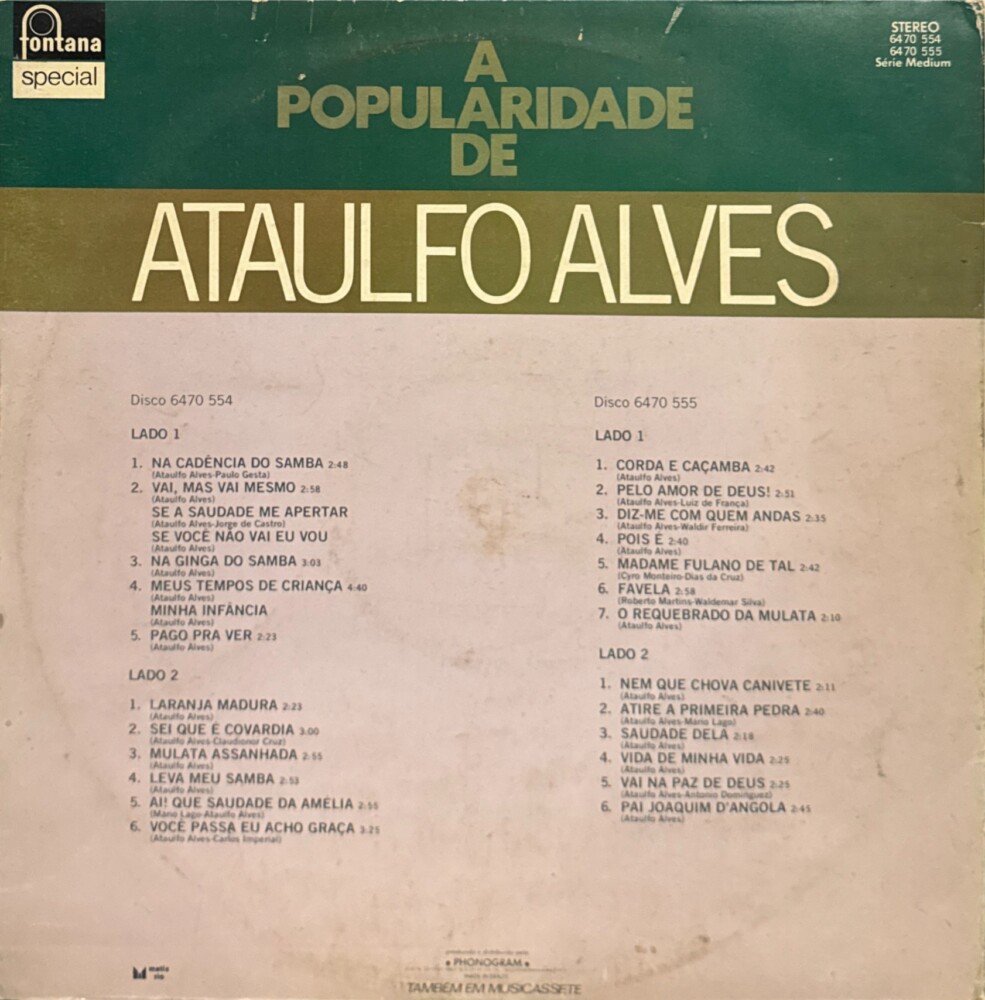 fontana
special
STEREO
6470 554
6470 555
Série Medium
A
POPULARIDADE
DE
ATAULFO ALVES
Disco 6470 554
LADO 1
1. NA CADÊNCIA DO SAMBA 2:48
(Ataulfo Alves-Paulo Gesta)
2. VAI, MAS VAI MESMO 2:58
(Ataulfo Alves)
SE A SAUDADE ME APERTAR
(Ataulfo Alves-Jorge de Castro)
SE VOCÊ NÃO VAI EU VOU
(Ataulfo Alves)
3. NA GINGA DO SAMBA 3:03
(Ataulfo Alves)
4. MEUS TEMPOS DE CRIANÇA 4:40
(Ataulfo Alves)
MINHA INFÂNCIA
(Ataulfo Alves)
5. PAGO PRA VER 2:23
(Ataulfo Alves)
LADO 2
1. LARANJA MADURA 2:23
(Ataulfo Alves)
2. SEI QUE É COVARDIA 3:00
(Ataulfo Alves-Claudionor Cruz)
3. MULATA ASSANHADA 2:55
(Ataulfo Alves)
4. LEVA MEU SAMBA 2:53
(Ataulfo Alves)
5. AI! QUE SAUDADE DA AMÉLIA 2:55
(Mário Lago-Ataulfo Alves)
6. VOCÊ PASSA EU ACHO GRAÇA 3:25
(Ataulfo Alves-Carlos Imperial)
Disco 6470 555
LADO 1
1. CORDA E CAÇAMBA 2:42
(Ataulfo Alves)
2. PELO AMOR DE DEUS! 2:51
(Ataulfo Alves-Luiz de França)
3. DIZ-ME COM QUEM ANDAS 2:35
(Ataulfo Alves-Waldir Ferreira)
4. POIS É 2:40
(Ataulfo Alves)
5. MADAME FULANO DE TAL 2:42
(Cyro Monteiro-Dias da Cruz)
6. FAVELA 2:58
(Roberto Martins-Waldemar Silva)
7. O REQUEBRADO DA MULATA 2:10
(Ataulfo Alves)
LADO 2
1. NEM QUE CHOVA CANIVETE 2:11
(Ataulfo Alves)
2. ATIRE A PRIMEIRA PEDRA 2:40
(Ataulfo Alves-Mário Lago)
3. SAUDADE DELA 2:18
(Ataulfo Alves)
4. VIDA DE MINHA VIDA 2:25
(Ataulfo Alves)
5. VAI NA PAZ DE DEUS 2:25
(Ataulfo Alves-Antonio Domínguez)
6. PAI JOAQUIM D'ANGOLA 2:45
(Ataulfo Alves)
produzido e distribuído pela
• PHONOGRAM •
TAMBÉM EM MUSICASSETE